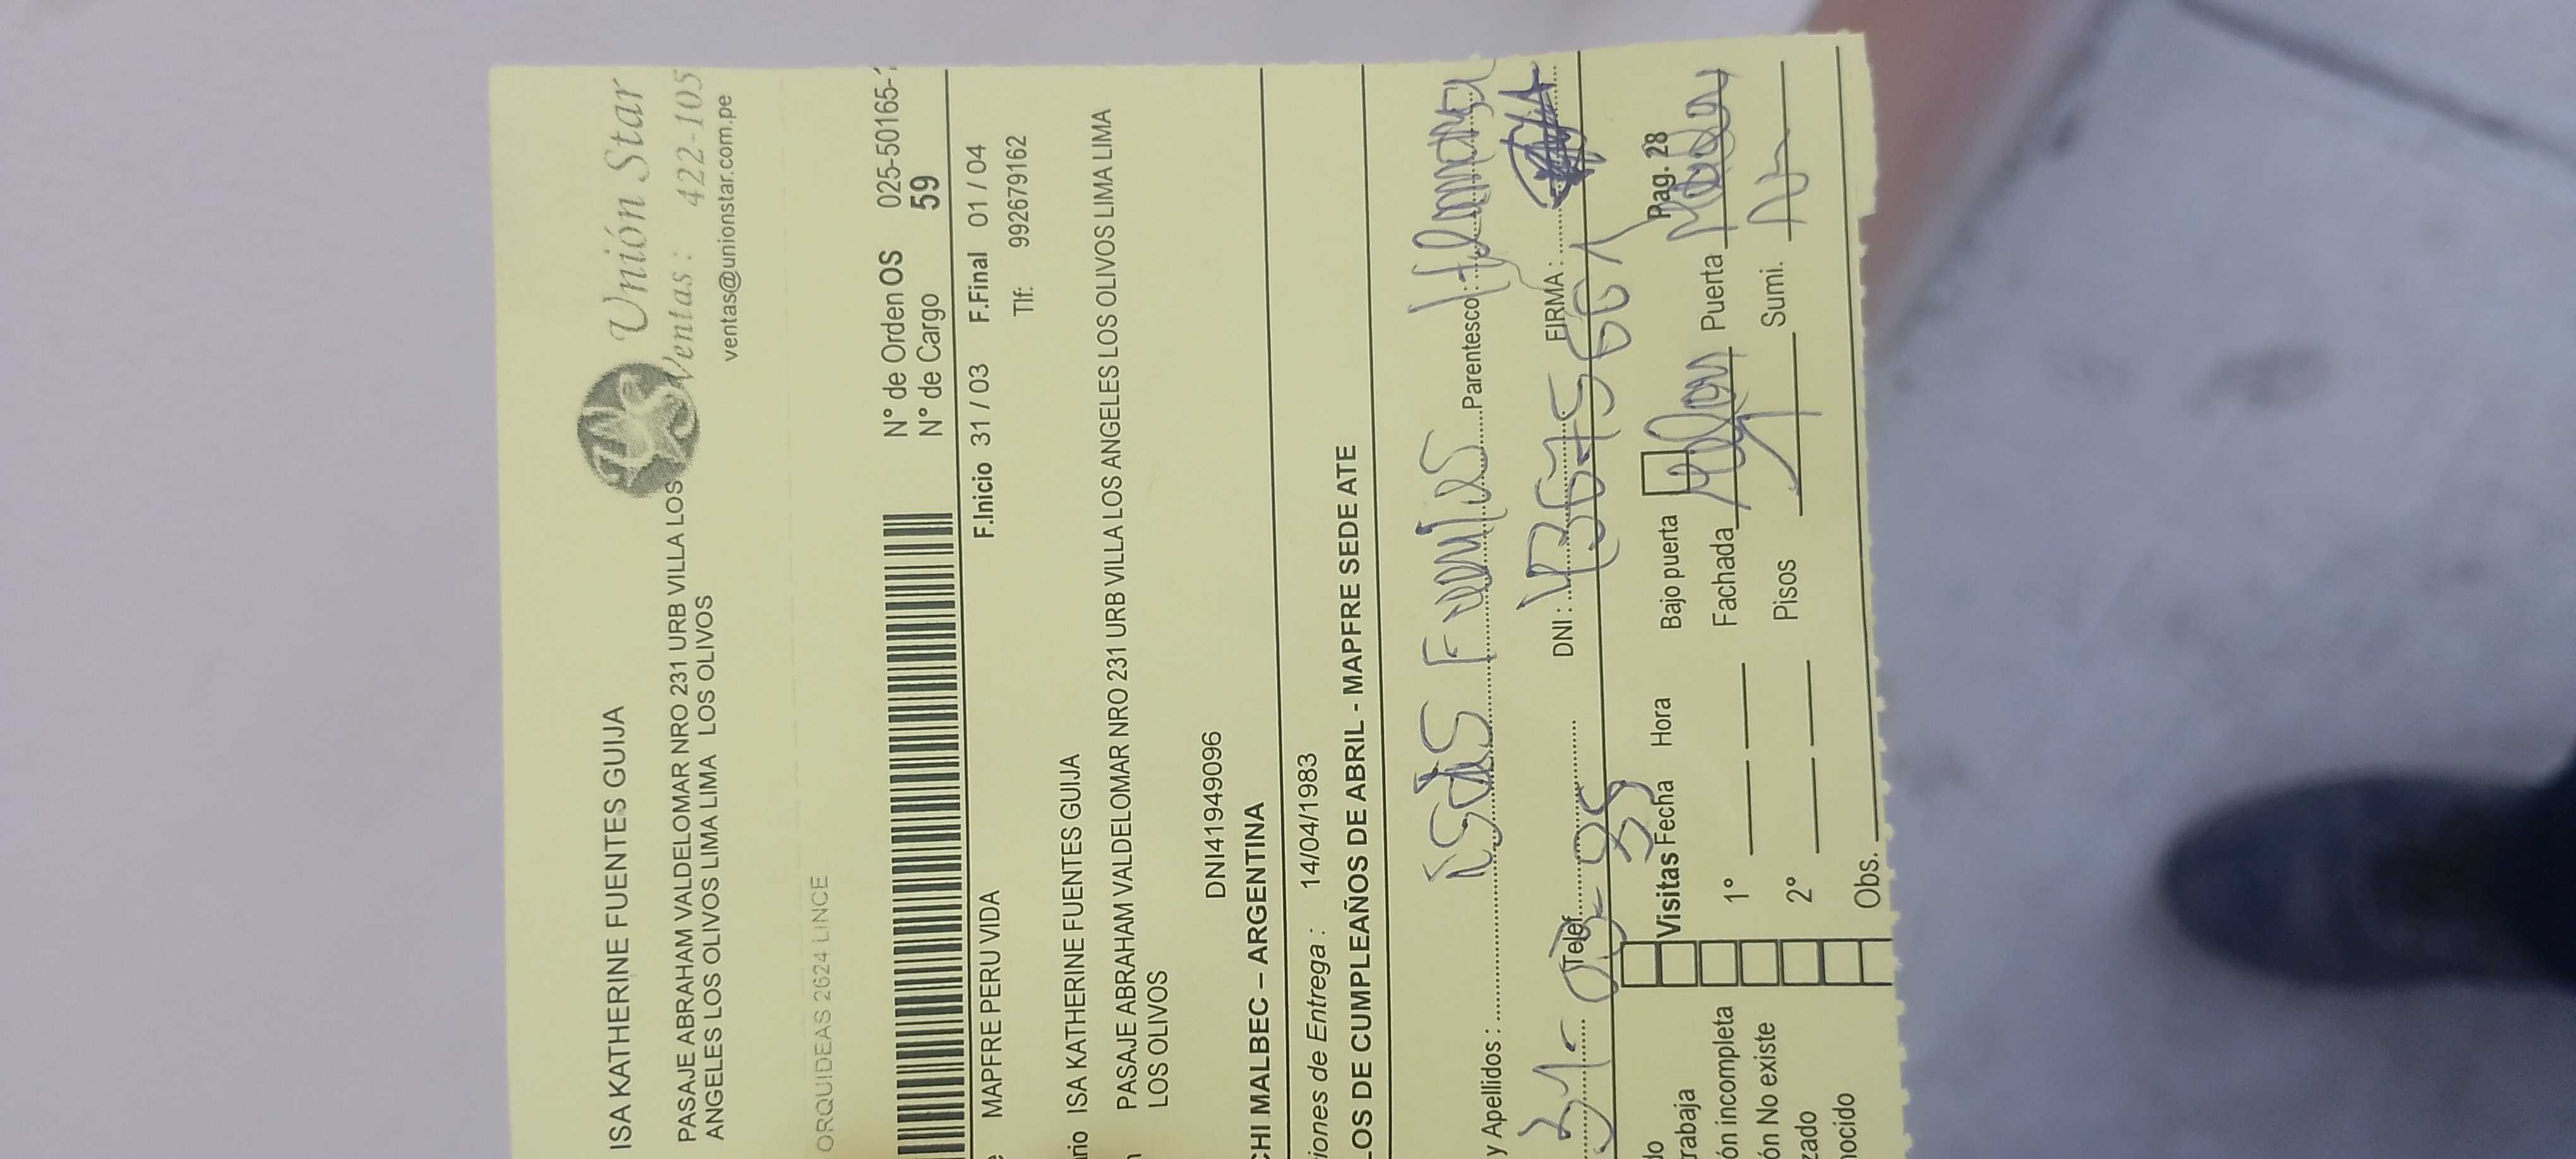 ISA KATHERINE FUENTES GUIJA
Unión Star
PASAJE ABRAHAM VALDELOMAR NRO 231 URB VILLA LOS
Ventas: 422-105
ANGELES LOS OLIVOS LIMA LIMA LOS OLIVOS
ventas@unionstar.com.pe
ORQUIDEAS 2624 LINCE
N° de Orden OS 025-50165-
N° de Cargo 59
MAPFRE PERU VIDA
F.Inicio 31 / 03 F.Final 01 / 04
Tlf: 992679162
ario ISA KATHERINE FUENTES GUIJA
PASAJE ABRAHAM VALDELOMAR NRO 231 URB VILLA LOS ANGELES LOS OLIVOS LIMA LIMA
LOS OLIVOS
DNI41949096
CHI MALBEC – ARGENTINA
iones de Entrega : 14/04/1983
LOS DE CUMPLEAÑOS DE ABRIL - MAPFRE SEDE ATE
y Apellidos : Parentesco :
Telef. DNI : FIRMA :
Pag. 28
do
rabaja Visitas Fecha Hora Bajo puerta
ón incompleta 1° Fachada Puerta
ón No existe
zado 2° Pisos Sumi.
nocido Obs.